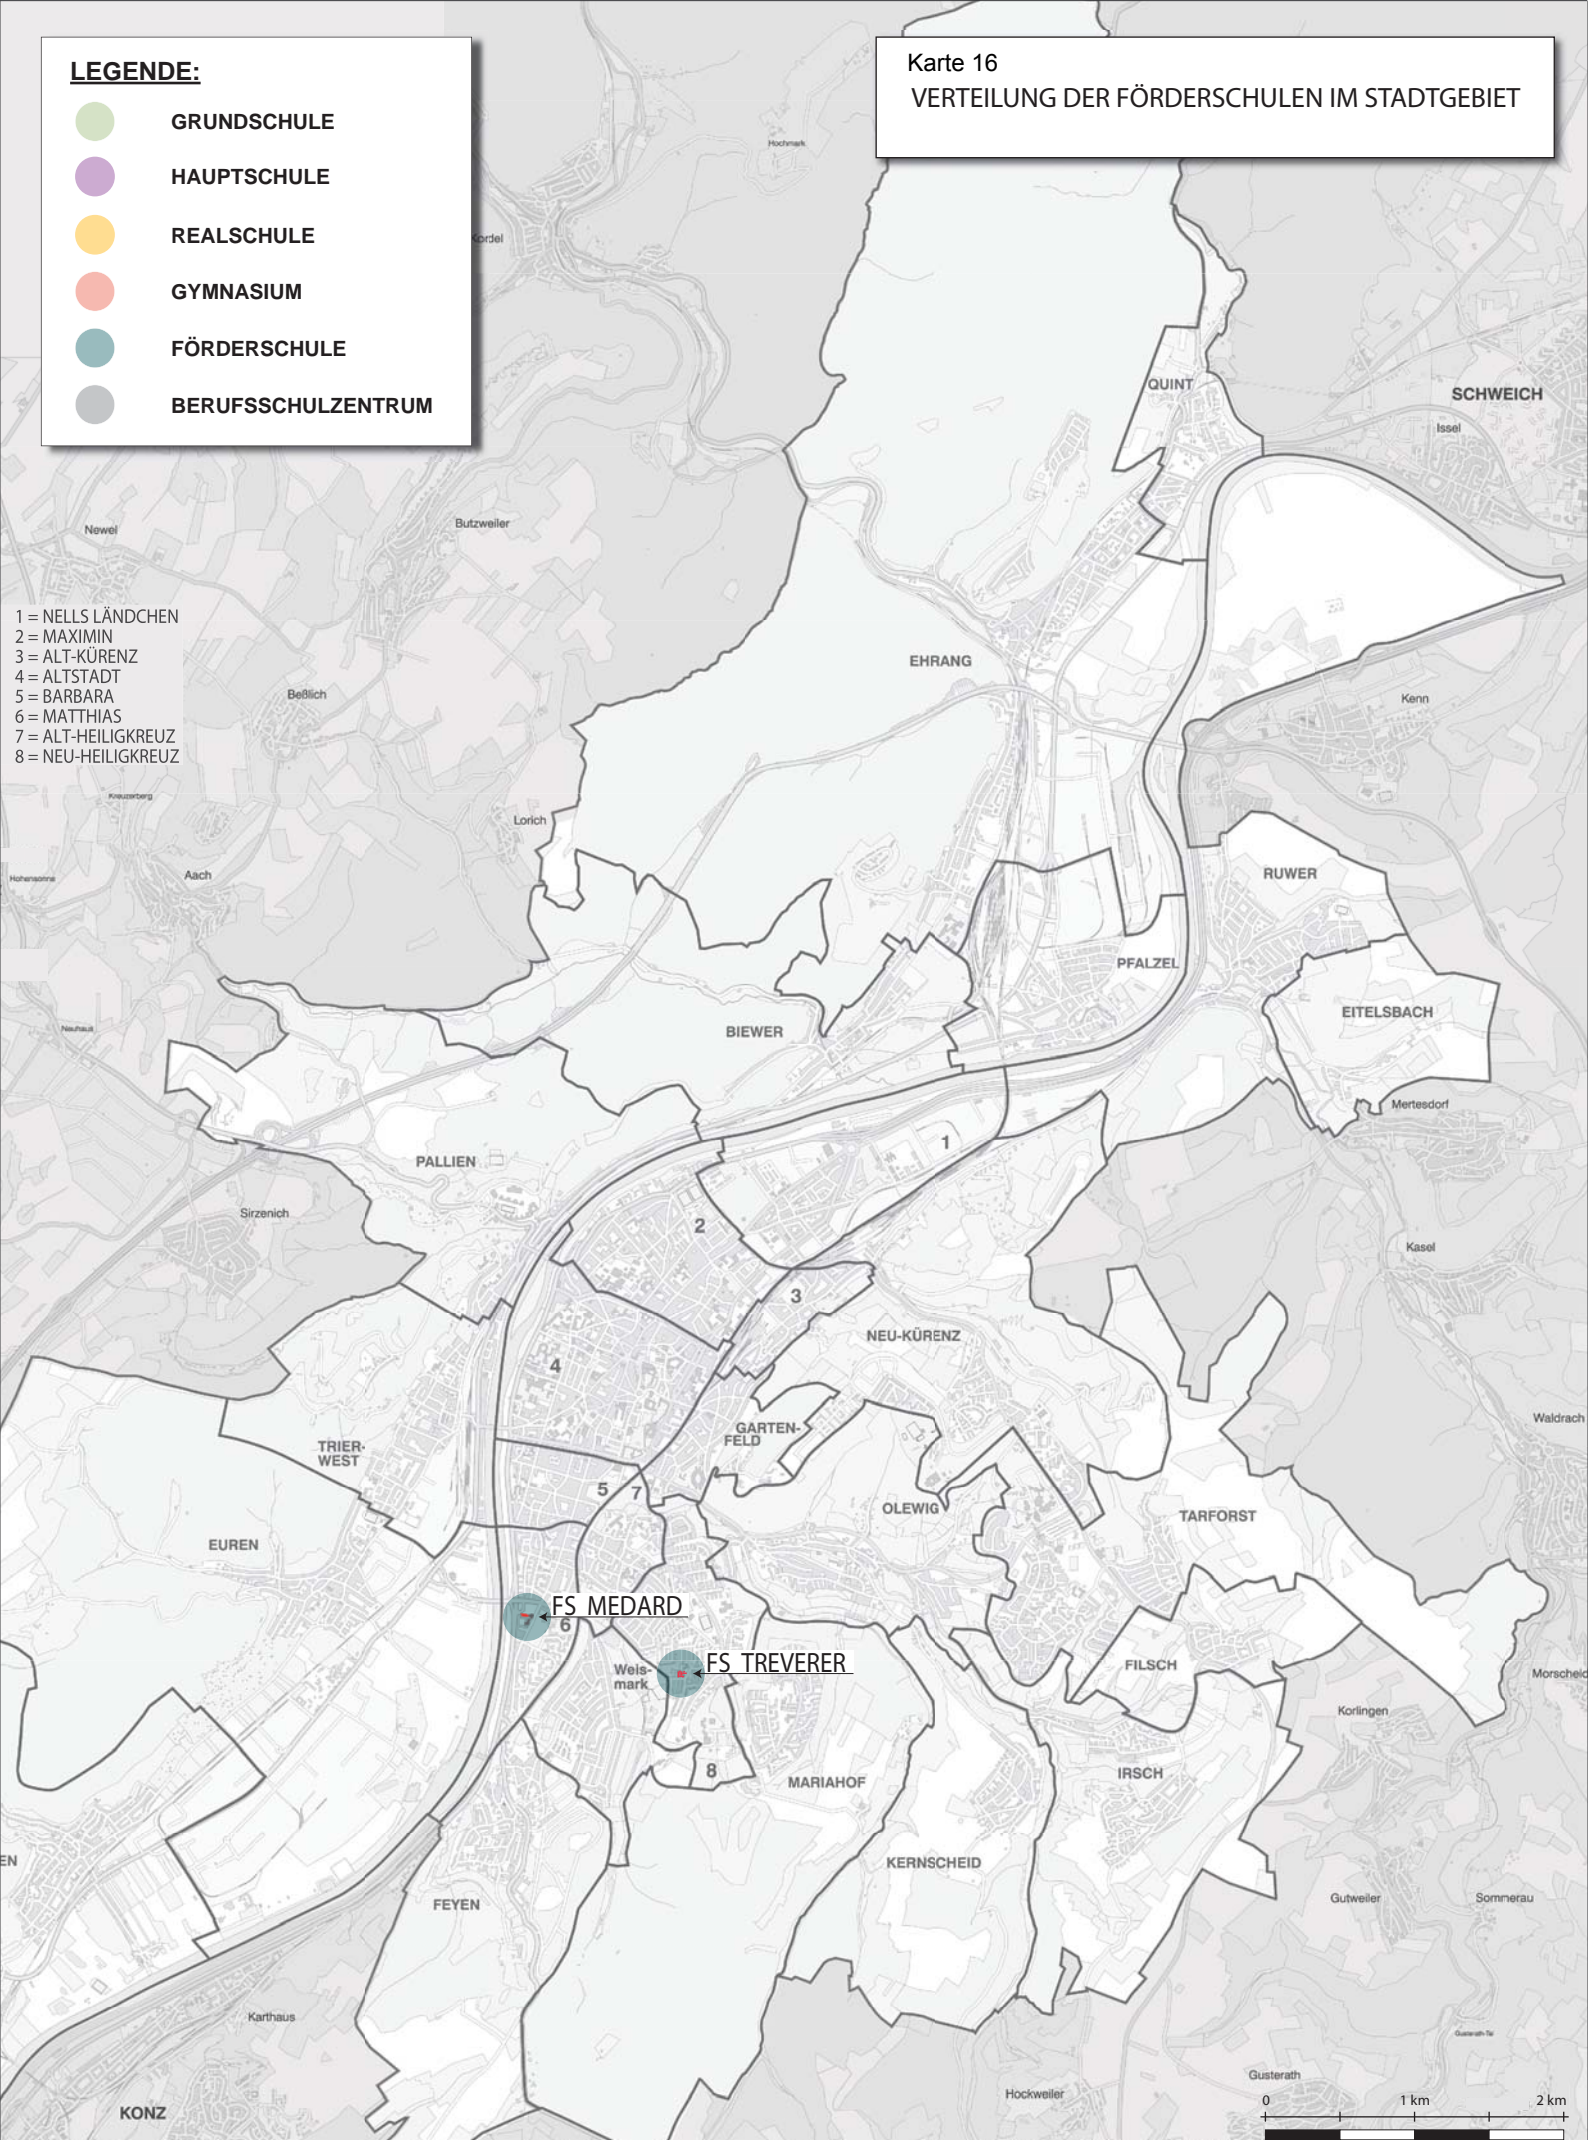 LEGENDE:
GRUNDSCHULE
HAUPTSCHULE
REALSCHULE
GYMNASIUM
FÖRDERSCHULE
BERUFSSCHULZENTRUM
Karte 16
VERTEILUNG DER FÖRDERSCHULEN IM STADTGEBIET
Hochmark
Kordel
QUINT
SCHWEICH
Issel
Newel
Butzweiler
1 = NELLS LÄNDCHEN
2 = MAXIMIN
3 = ALT-KÜRENZ
4 = ALTSTADT
5 = BARBARA
6 = MATTHIAS
7 = ALT-HEILIGKREUZ
8 = NEU-HEILIGKREUZ
EHRANG
Beßlich
Kenn
Kreuzerberg
Lorich
Hohensonne
Aach
RUWER
PFALZEL
EITELSBACH
Neuhaus
BIEWER
Mertesdorf
1
PALLIEN
Sirzenich
2
Kasel
3
NEU-KÜRENZ
4
Waldrach
GARTEN-
FELD
TRIER-
WEST
5
7
OLEWIG
TARFORST
EUREN
FS MEDARD
6
FS TREVERER
Weis-
mark
FILSCH
Morscheid
Korlingen
8
MARIAHOF
IRSCH
EN
KERNSCHEID
FEYEN
Gutweiler
Sommerau
Karthaus
Gusterath-Tal
Gusterath
Hockweiler
KONZ
0
1 km
2 km